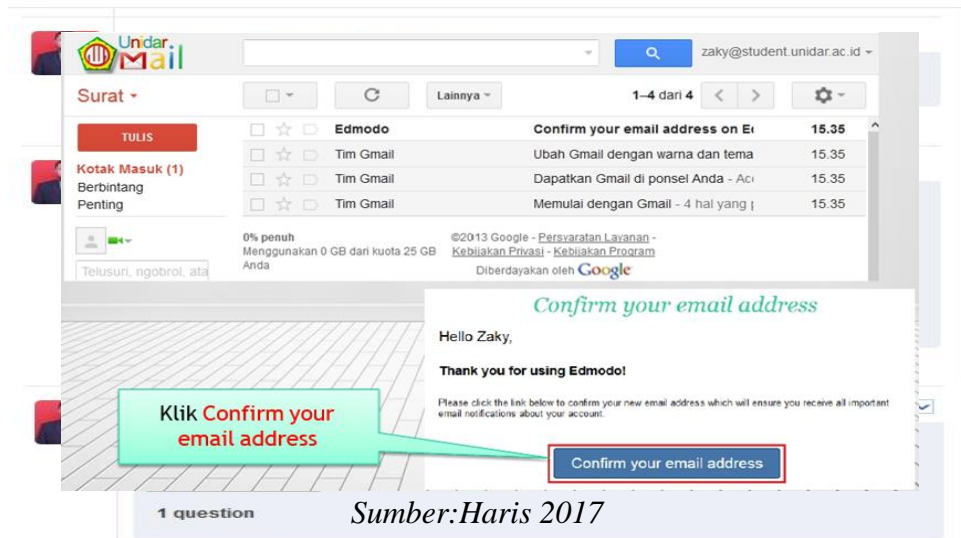 Unidar
Mail
zaky@student.unidar.ac.id
Surat
Lainnya
1–4 dari 4
TULIS
Edmodo Confirm your email address on Ed 15.35
Tim Gmail Ubah Gmail dengan warna dan tema 15.35
Tim Gmail Dapatkan Gmail di ponsel Anda - 15.35
Tim Gmail Memulai dengan Gmail - 4 hal yang 15.35
Kotak Masuk (1)
Berbintang
Penting
0% penuh
Menggunakan 0 GB dari kuota 25 GB
Anda
©2013 Google - Persyaratan Layanan -
Kebijakan Privasi - Kebijakan Program
Diberdayakan oleh Google
Telusuri, ngobrol, ata
Confirm your email address
Hello Zaky,
Thank you for using Edmodo!
Please click the link below to confirm your new email address which will ensure you receive all important
email notifications about your account.
Klik Confirm your
email address
Confirm your email address
1 question
Sumber:Haris 2017